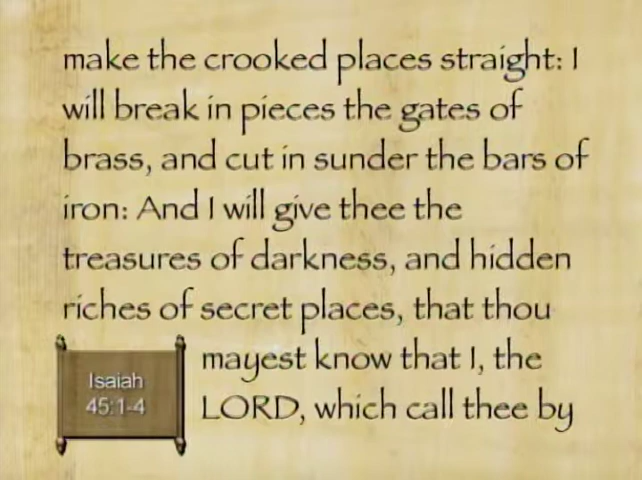 make the crooked places straight: I
will break in pieces the gates of
brass, and cut in sunder the bars of
iron: And I will give thee the
treasures of darkness, and hidden
riches of secret places, that thou
mayest know that I, the
LORD, which call thee by
Isaiah
45:1-4